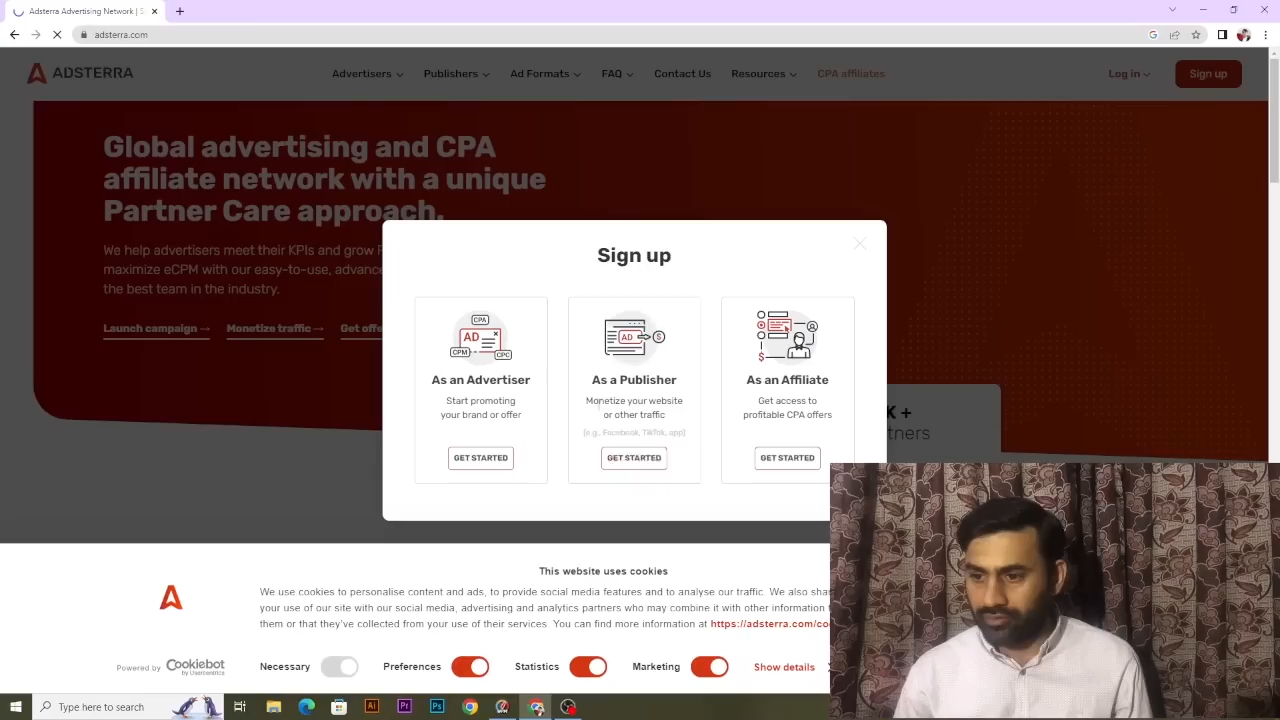 Adsterra Advertising Network |
adsterra.com
ADSTERRA
Advertisers
Publishers
Ad Formats
FAQ
Contact Us
Resources
CPA affiliates
Log in
Sign up
Global advertising and CPA
affiliate network with a unique
Partner Care approach.
We help advertisers meet their KPIs and grow
maximize eCPM with our easy-to-use, advance
the best team in the industry.
Launch campaign →
Monetize traffic →
Get offe
K +
tners
Sign up
CPA
AD
CPM
CPC
As an Advertiser
Start promoting
your brand or offer
GET STARTED
AD
$
As a Publisher
Monetize your website
or other traffic
[e.g., Facebook, TikTok, app]
GET STARTED
$
As an Affiliate
Get access to
profitable CPA offers
GET STARTED
This website uses cookies
We use cookies to personalise content and ads, to provide social media features and to analyse our traffic. We also shar
your use of our site with our social media, advertising and analytics partners who may combine it with other information
them or that they've collected from your use of their services. You can find more information at https://adsterra.com/co
Powered by Cookiebot
by Usercentrics
Necessary
Preferences
Statistics
Marketing
Show details
Type here to search
Ai
Pr
Ps